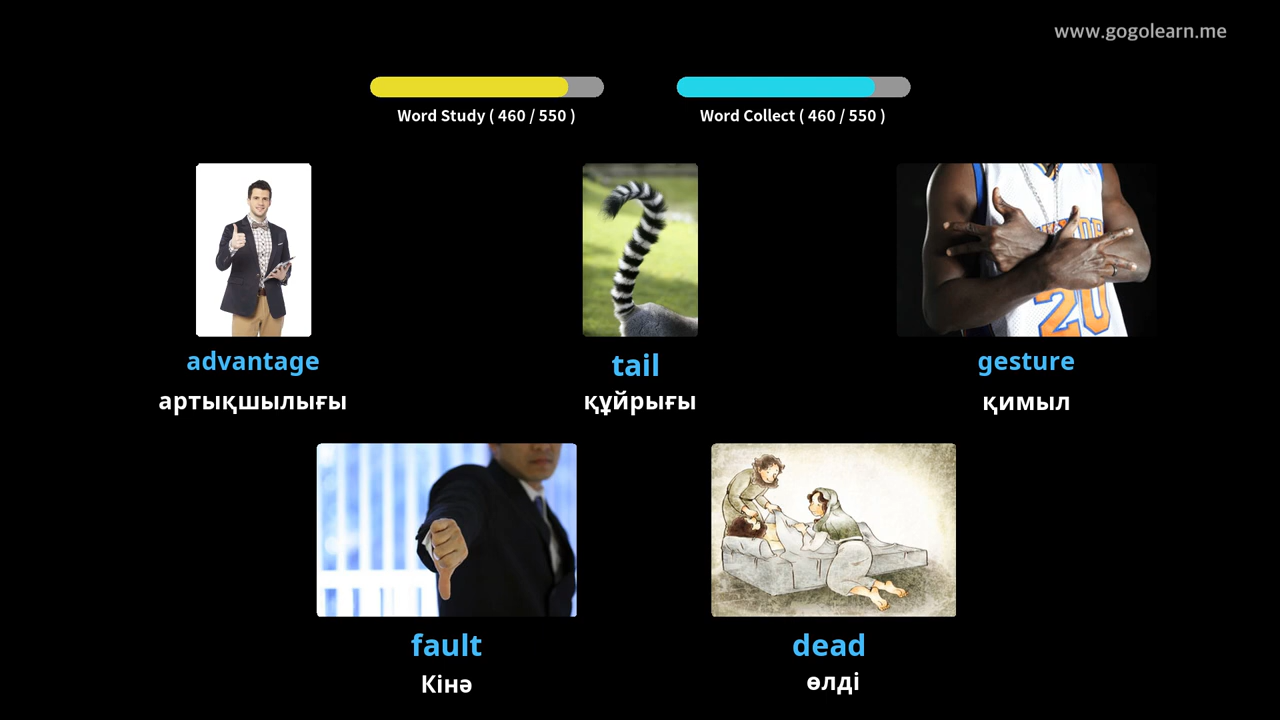 www.gogolearn.me
Word Study ( 460 / 550 )
Word Collect ( 460 / 550 )
advantage
артықшылығы
tail
құйрығы
gesture
қимыл
20
fault
Кінә
dead
өлді